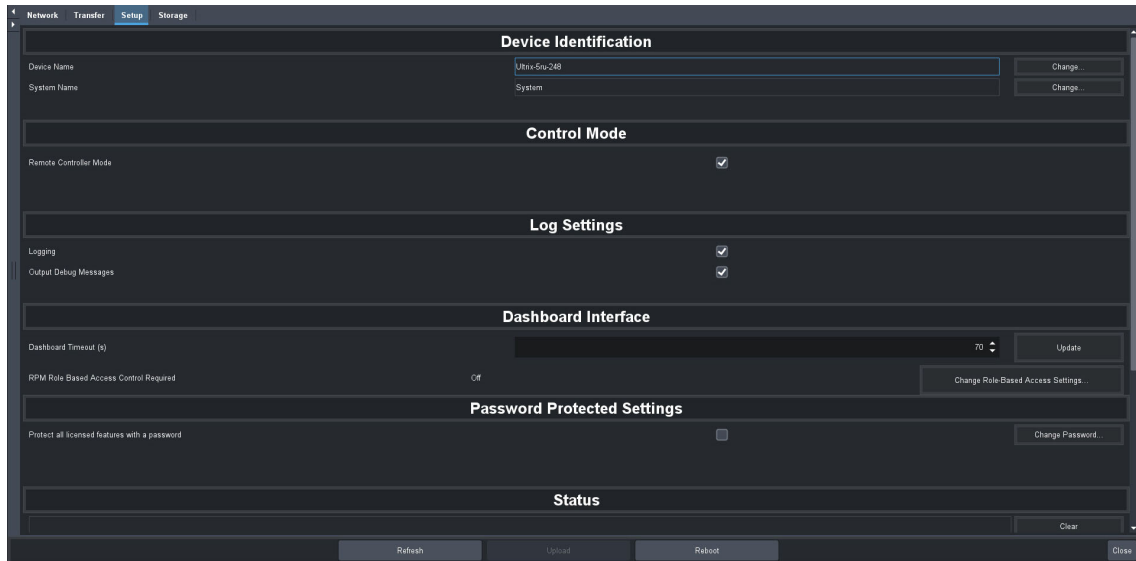 Network Transfer Setup Storage
Device Identification
Device Name Ultrix-5ru-248 Change...
System Name System Change...
Control Mode
Remote Controller Mode
Log Settings
Logging
Output Debug Messages
Dashboard Interface
Dashboard Timeout (s) 70 Update
RPM Role Based Access Control Required Off Change Role-Based Access Settings...
Password Protected Settings
Protect all licensed features with a password Change Password...
Status
Clear
Refresh Upload Reboot Close